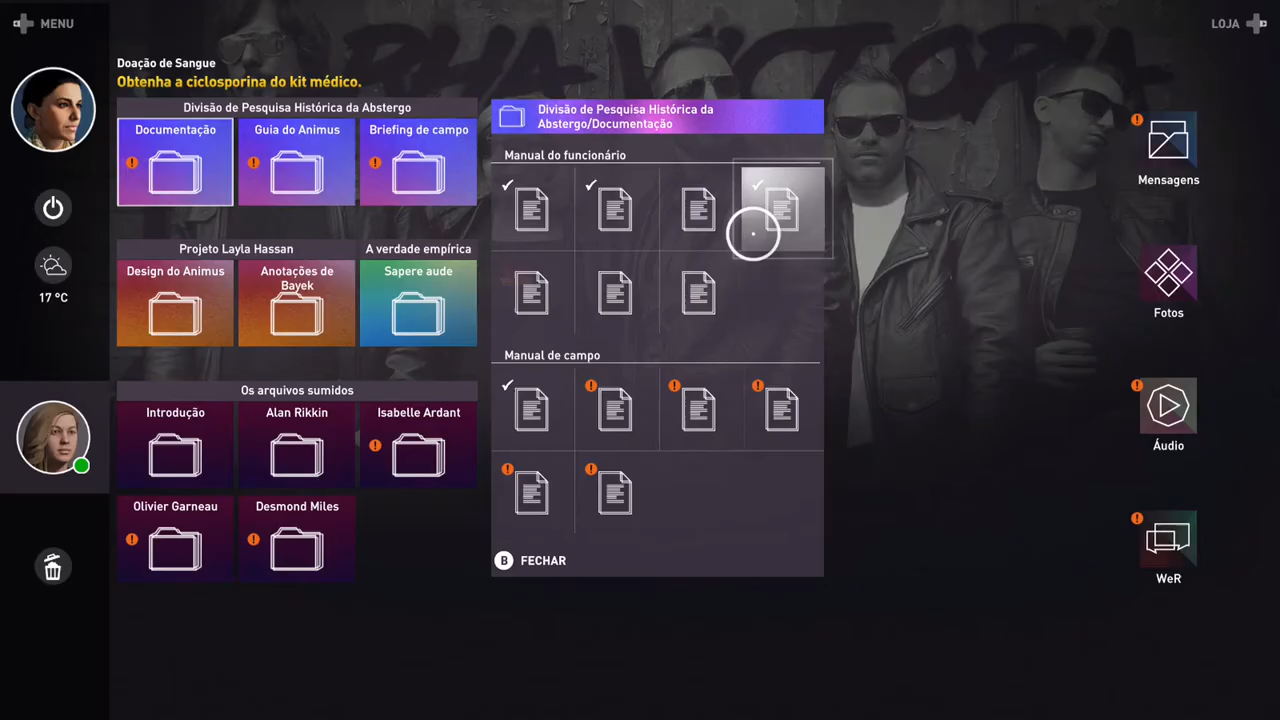 MENU
LOJA
Doação de Sangue
Obtenha a ciclosporina do kit médico.
Divisão de Pesquisa Histórica da Abstergo
Documentação
Guia do Animus
Briefing de campo
Projeto Layla Hassan
A verdade empírica
Design do Animus
Anotações de
Bayek
Sapere aude
Os arquivos sumidos
Introdução
Alan Rikkin
Isabelle Ardant
Olivier Garneau
Desmond Miles
17 °C
Divisão de Pesquisa Histórica da
Abstergo/Documentação
Manual do funcionário
Manual de campo
B FECHAR
Mensagens
Fotos
Áudio
WeR